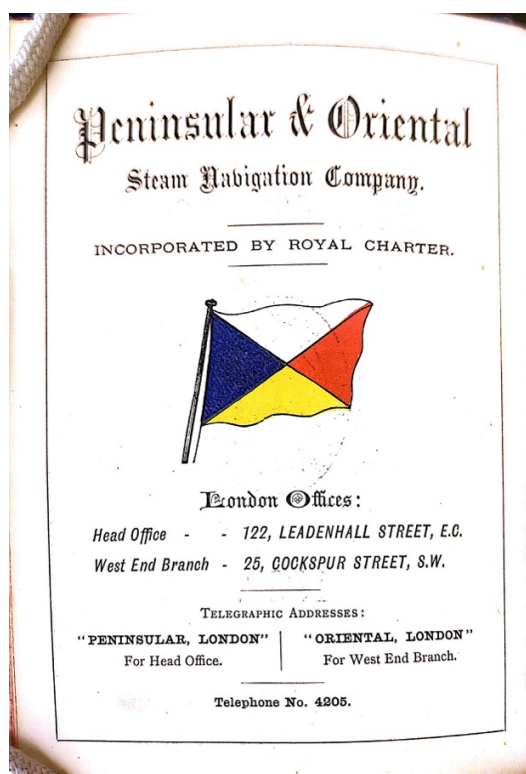 Peninsular & Oriental
Steam Navigation Company.
INCORPORATED BY ROYAL CHARTER.
London Offices:
Head Office - - 122, LEADENHALL STREET, E.C.
West End Branch - 25, COCKSPUR STREET, S.W.
TELEGRAPHIC ADDRESSES:
"PENINSULAR, LONDON" "ORIENTAL, LONDON"
For Head Office. For West End Branch.
Telephone No. 4205.